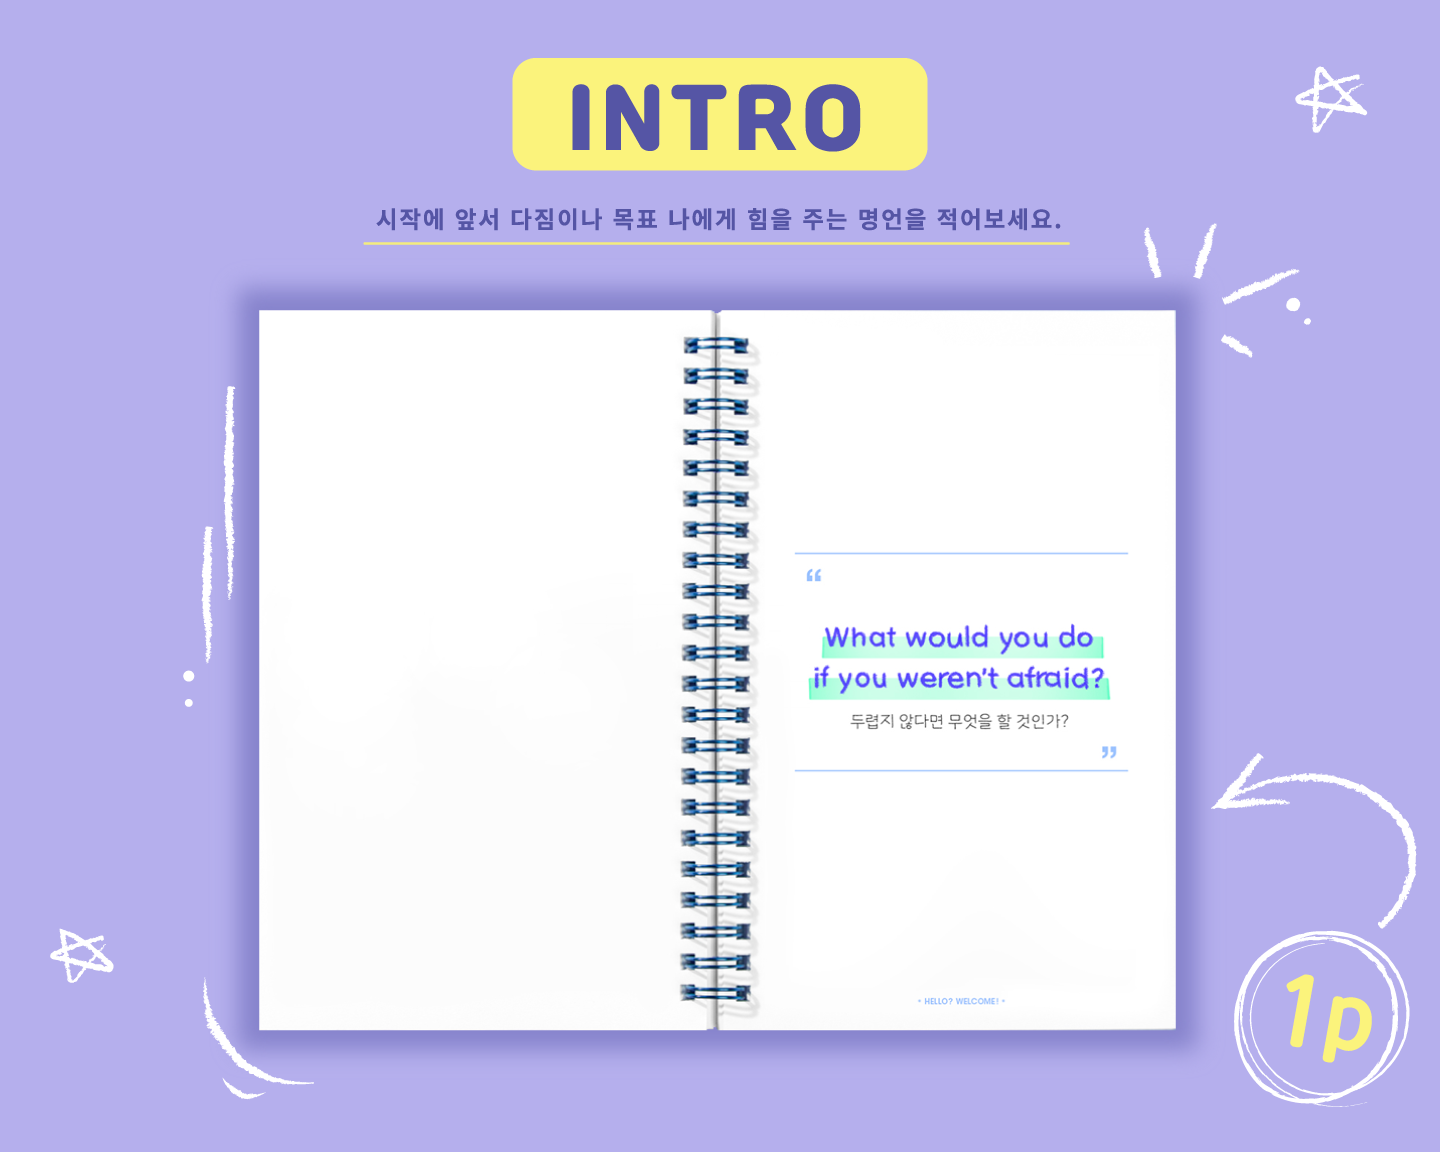 INTRO
시작에 앞서 다짐이나 목표 나에게 힘을 주는 명언을 적어보세요.
“
What would you do
if you weren't afraid?
두렵지 않다면 무엇을 할 것인가?
”
• HELLO? WELCOME! •
1p